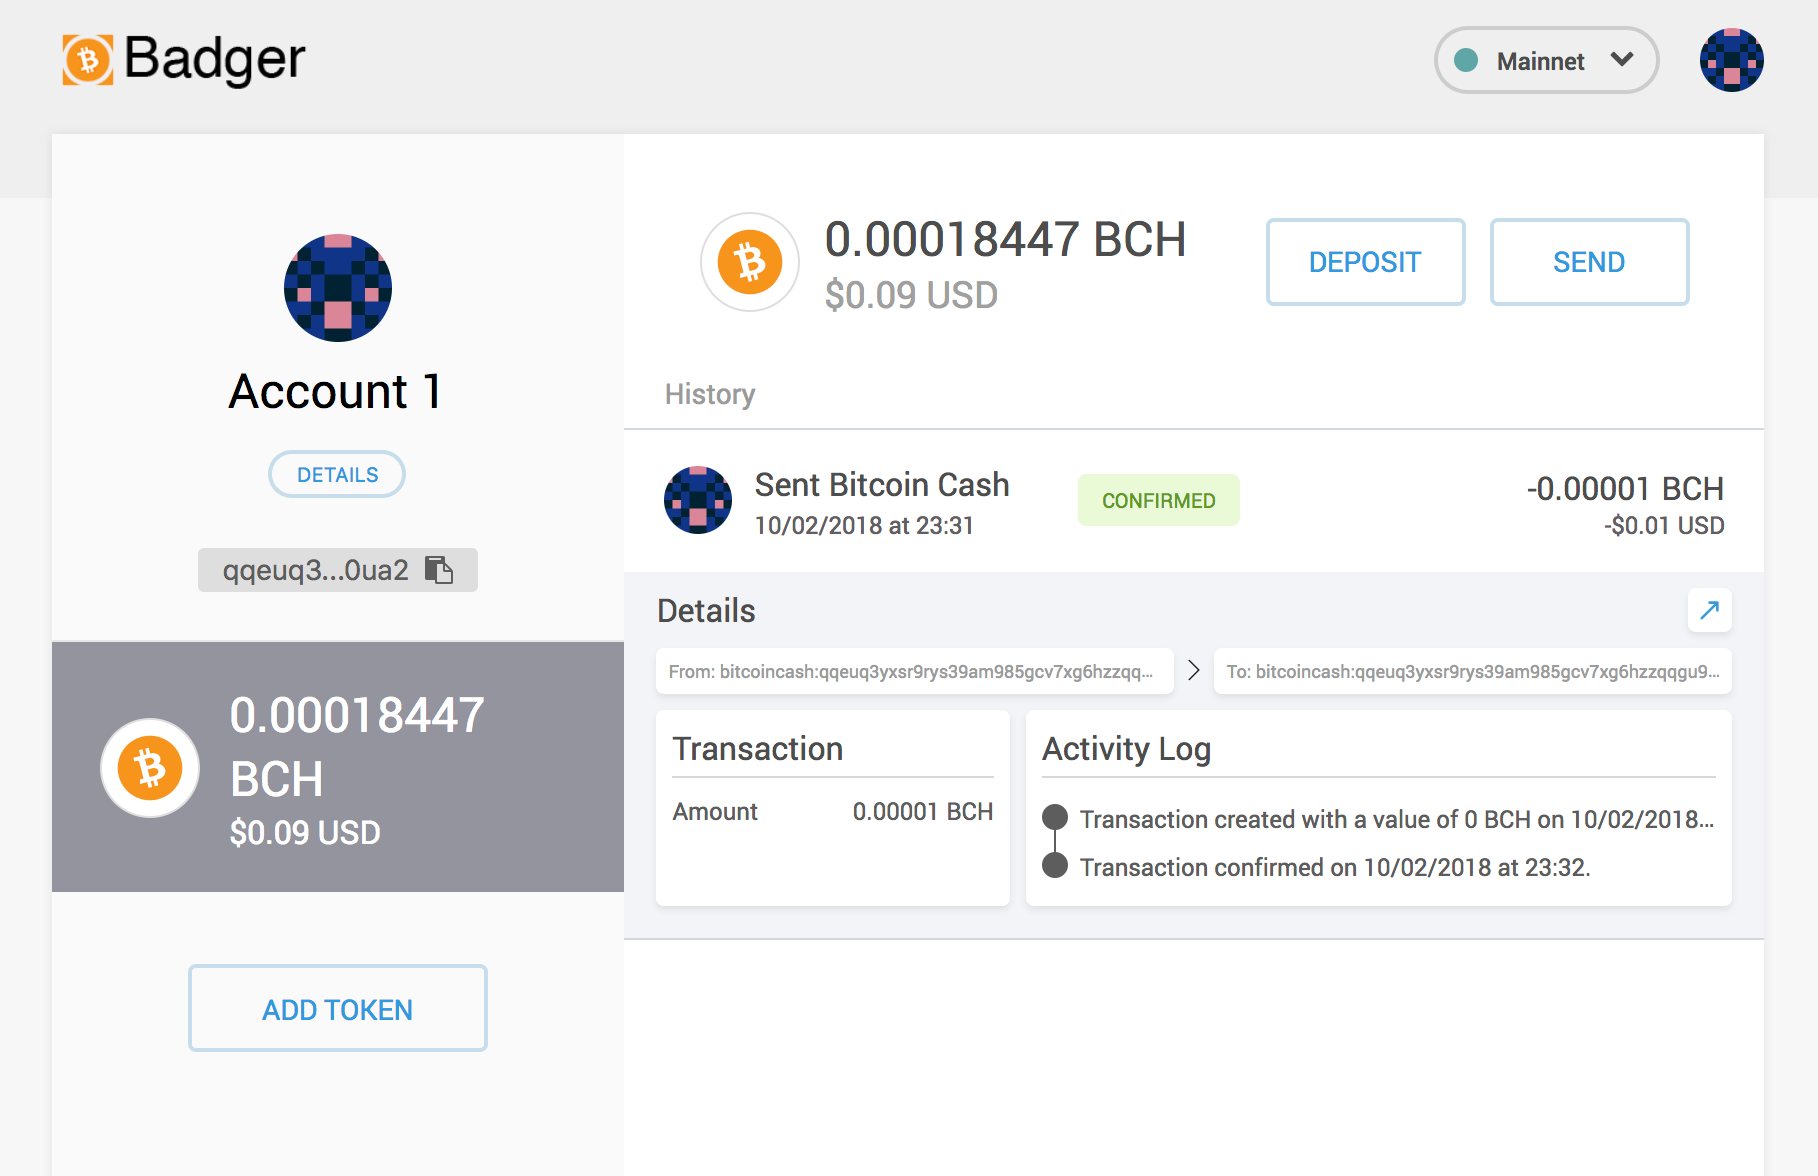 Badger
Mainnet
Account 1
DETAILS
qqeuq3...0ua2
0.00018447
BCH
$0.09 USD
ADD TOKEN
0.00018447 BCH
$0.09 USD
DEPOSIT
SEND
History
Sent Bitcoin Cash
10/02/2018 at 23:31
CONFIRMED
-0.00001 BCH
-$0.01 USD
Details
From: bitcoincash:qqeuq3yxsr9rys39am985gcv7xg6hzzqq...
To: bitcoincash:qqeuq3yxsr9rys39am985gcv7xg6hzzqqgu9...
Transaction
Amount 0.00001 BCH
Activity Log
Transaction created with a value of 0 BCH on 10/02/2018...
Transaction confirmed on 10/02/2018 at 23:32.